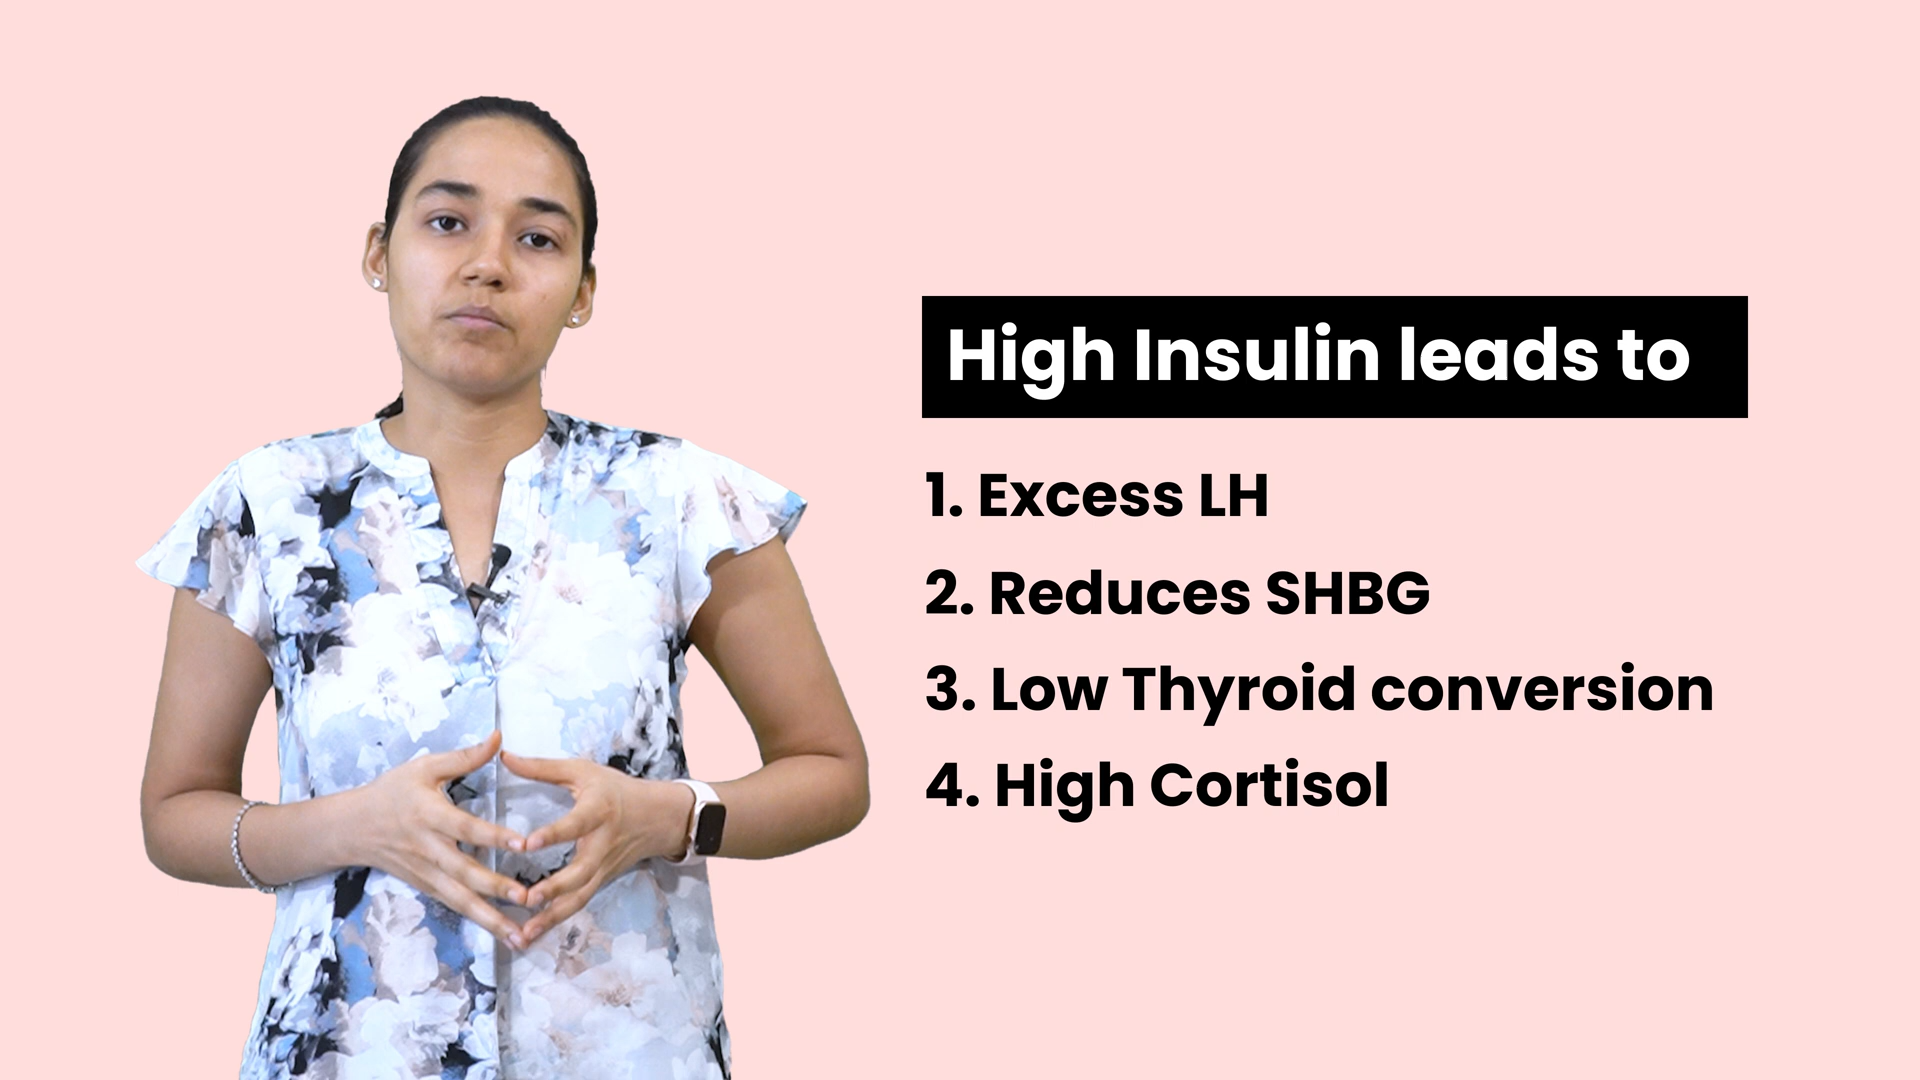 High Insulin leads to
1. Excess LH
2. Reduces SHBG
3. Low Thyroid conversion
4. High Cortisol